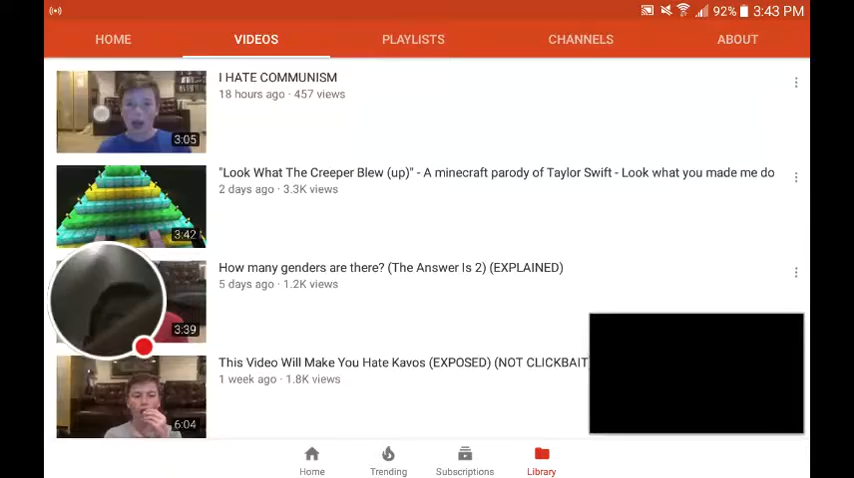 92% 3:43 PM
HOME VIDEOS PLAYLISTS CHANNELS ABOUT
I HATE COMMUNISM
18 hours ago · 457 views
3:05
"Look What The Creeper Blew (up)" - A minecraft parody of Taylor Swift - Look what you made me do
2 days ago · 3.3K views
3:42
How many genders are there? (The Answer Is 2) (EXPLAINED)
5 days ago · 1.2K views
3:39
This Video Will Make You Hate Kavos (EXPOSED) (NOT CLICKBAIT
1 week ago · 1.8K views
6:04
Home Trending Subscriptions Library